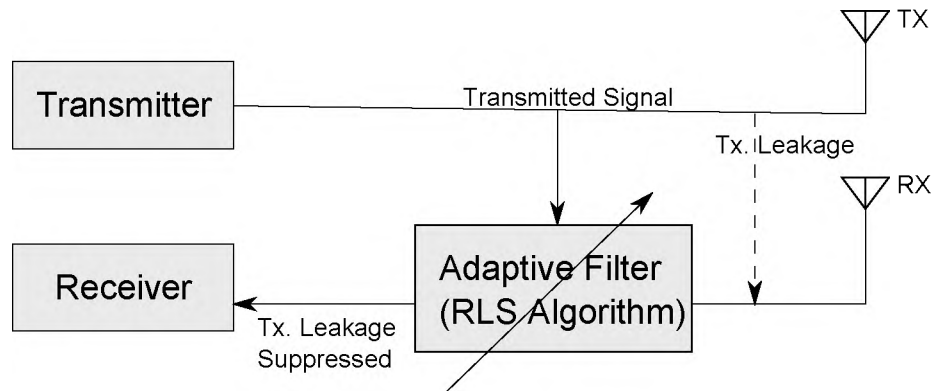 TX
Transmitter
Transmitted Signal
Tx. Leakage
RX
Receiver
Adaptive Filter
(RLS Algorithm)
Tx. Leakage
Suppressed